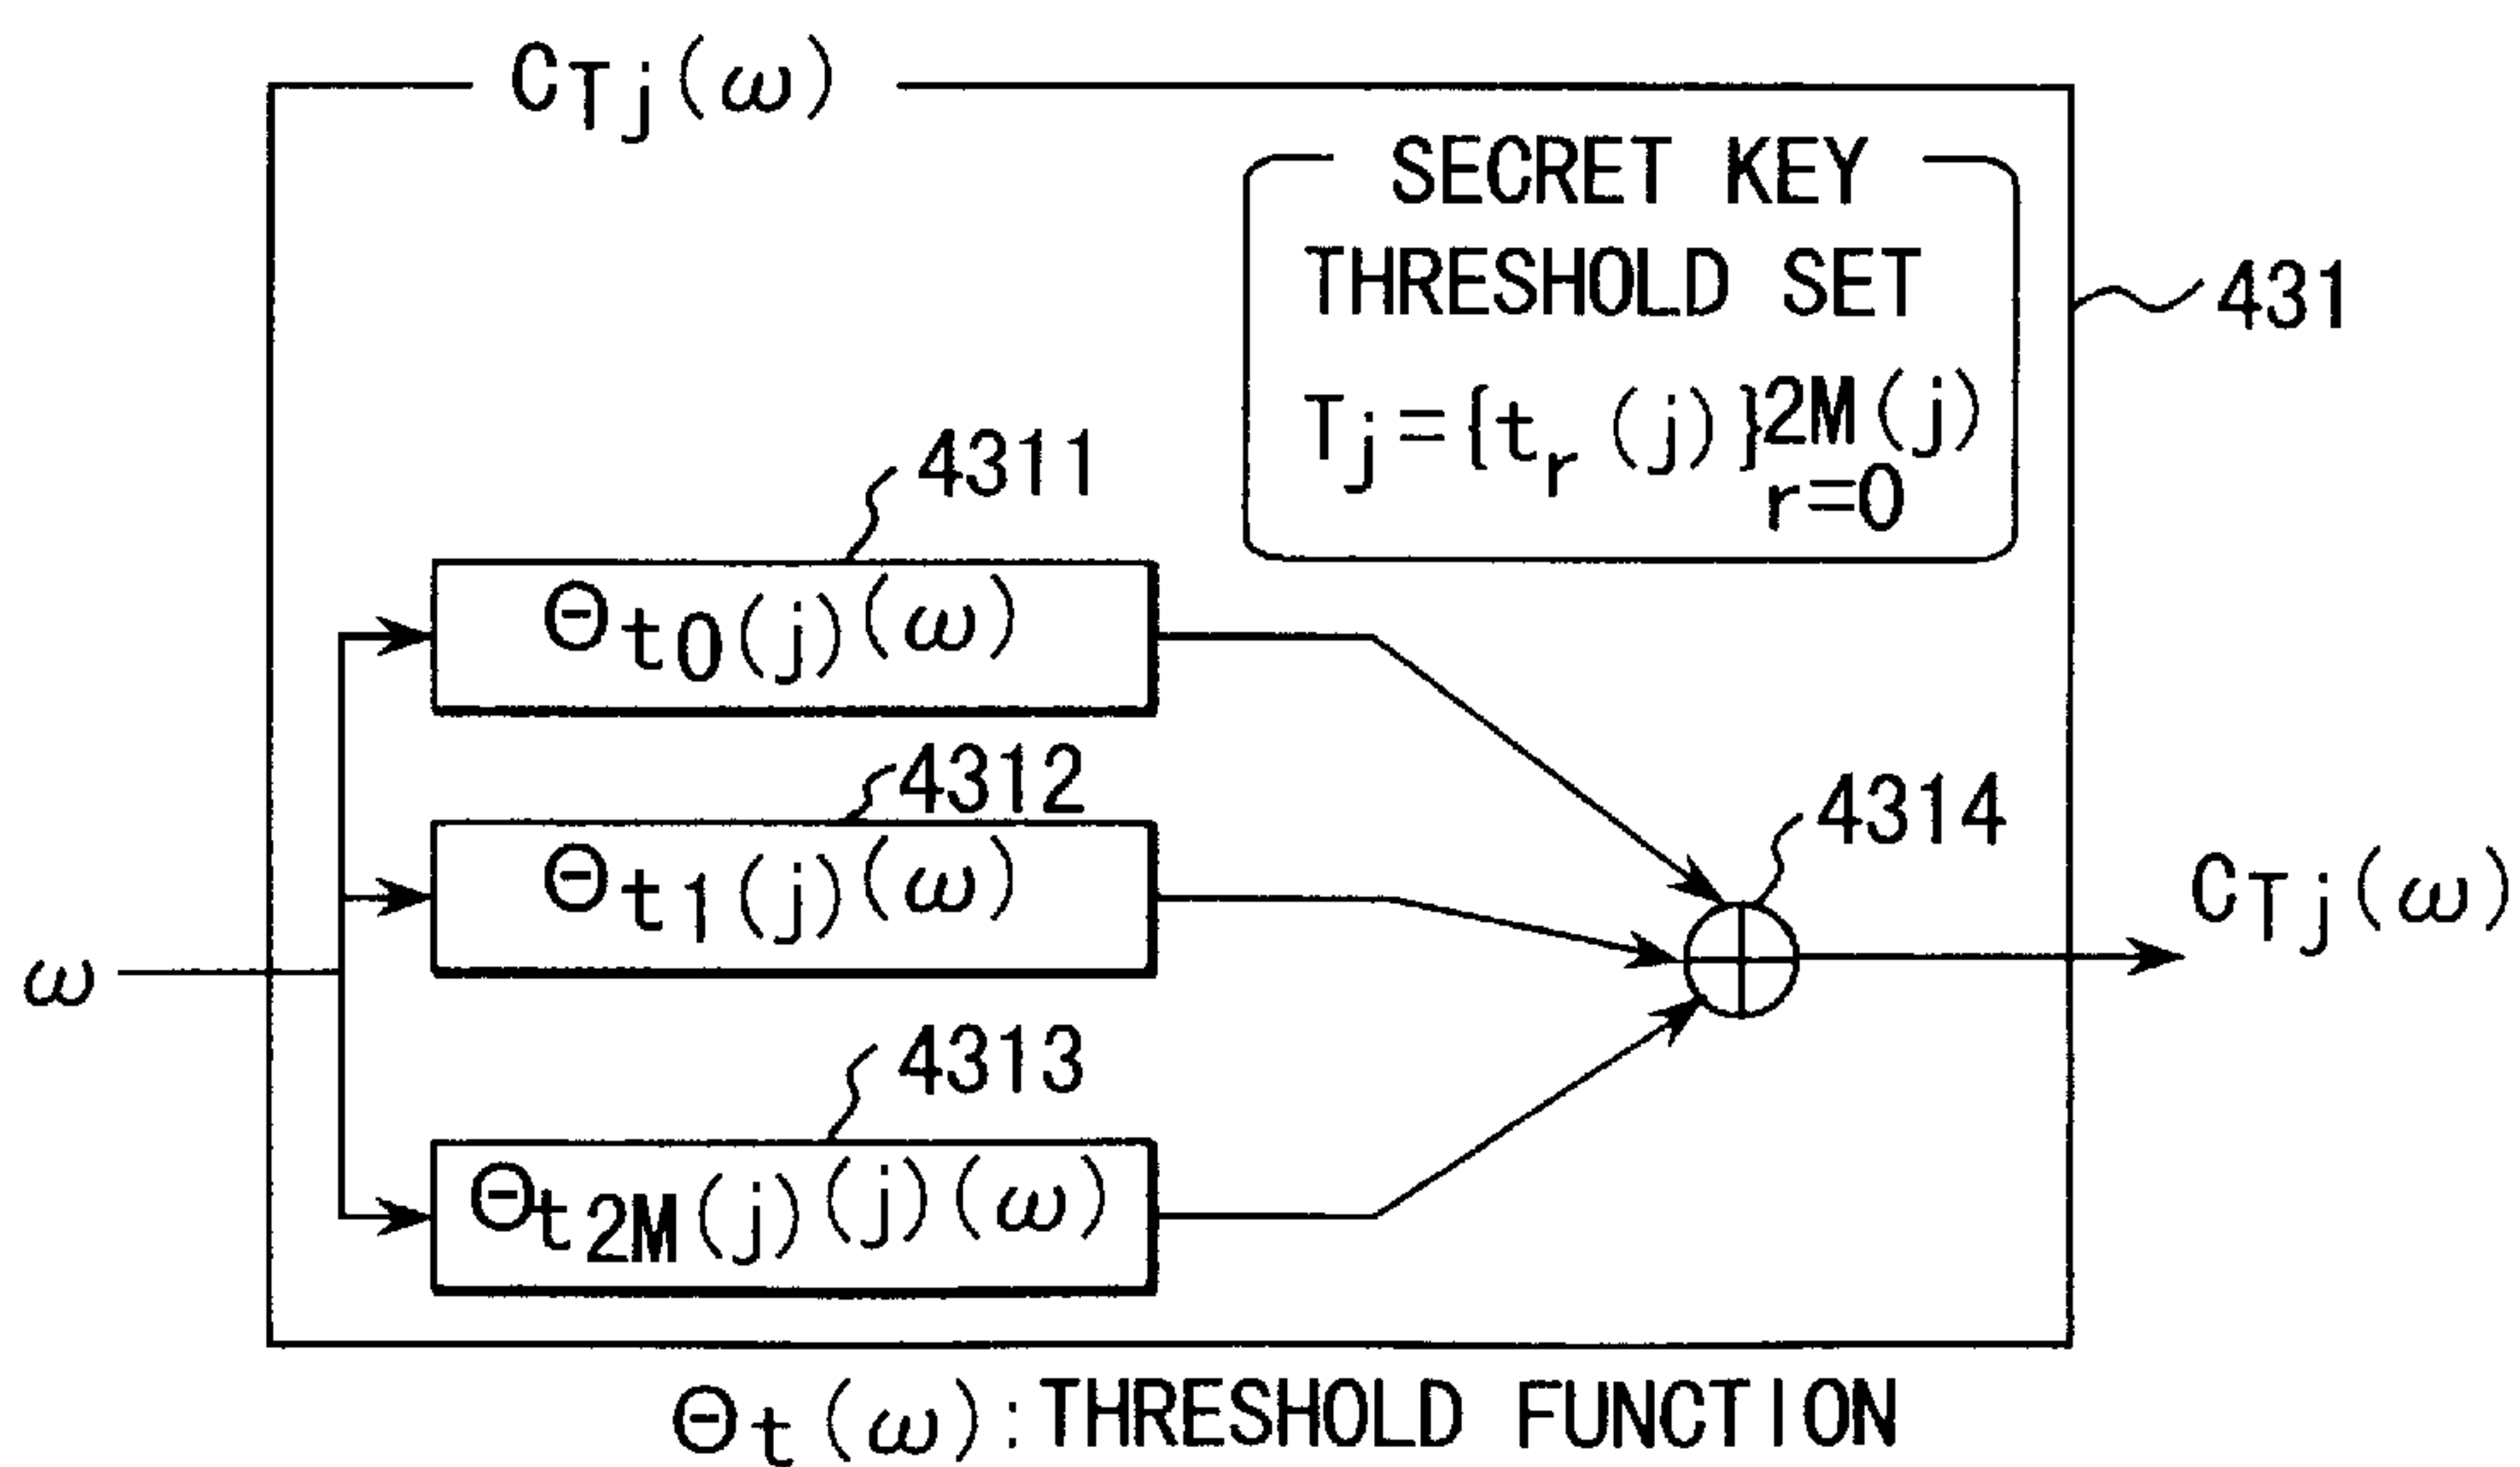 C_Tj(ω)
SECRET KEY
THRESHOLD SET
T_j={t_r(j)}^2M(j)_r=0
431
4311
Θ_t0(j)(ω)
4312
Θ_t1(j)(ω)
4314
C_Tj(ω)
ω
4313
Θ_t2M(j)(j)(ω)
Θ_t(ω):THRESHOLD FUNCTION